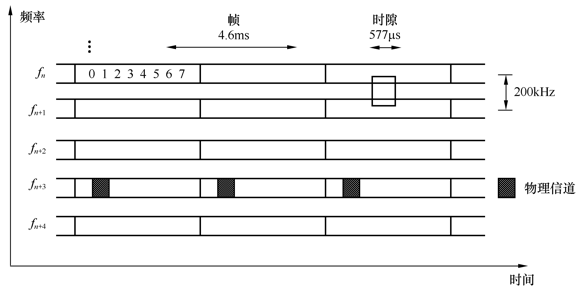 频率
帧
4.6ms
时隙
577μs
fn
0 1 2 3 4 5 6 7
200kHz
fn+1
fn+2
fn+3
物理信道
fn+4
时间